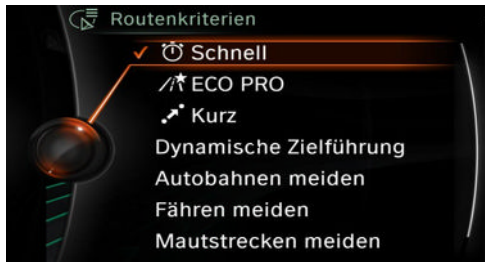 Routenkriterien
Schnell
ECO PRO
Kurz
Dynamische Zielführung
Autobahnen meiden
Fähren meiden
Mautstrecken meiden